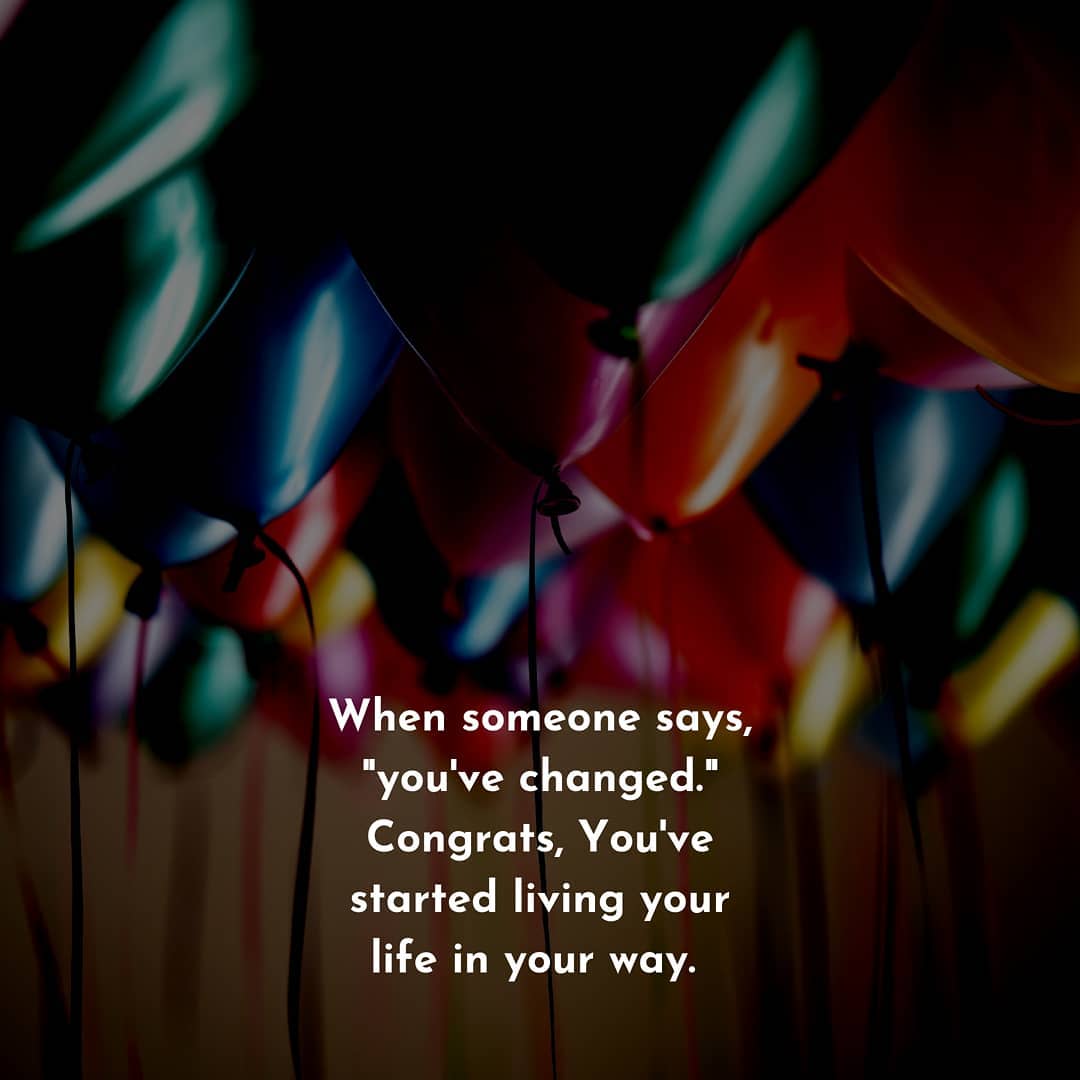 When someone says,
"you've changed."
Congrats, You've
started living your
life in your way.